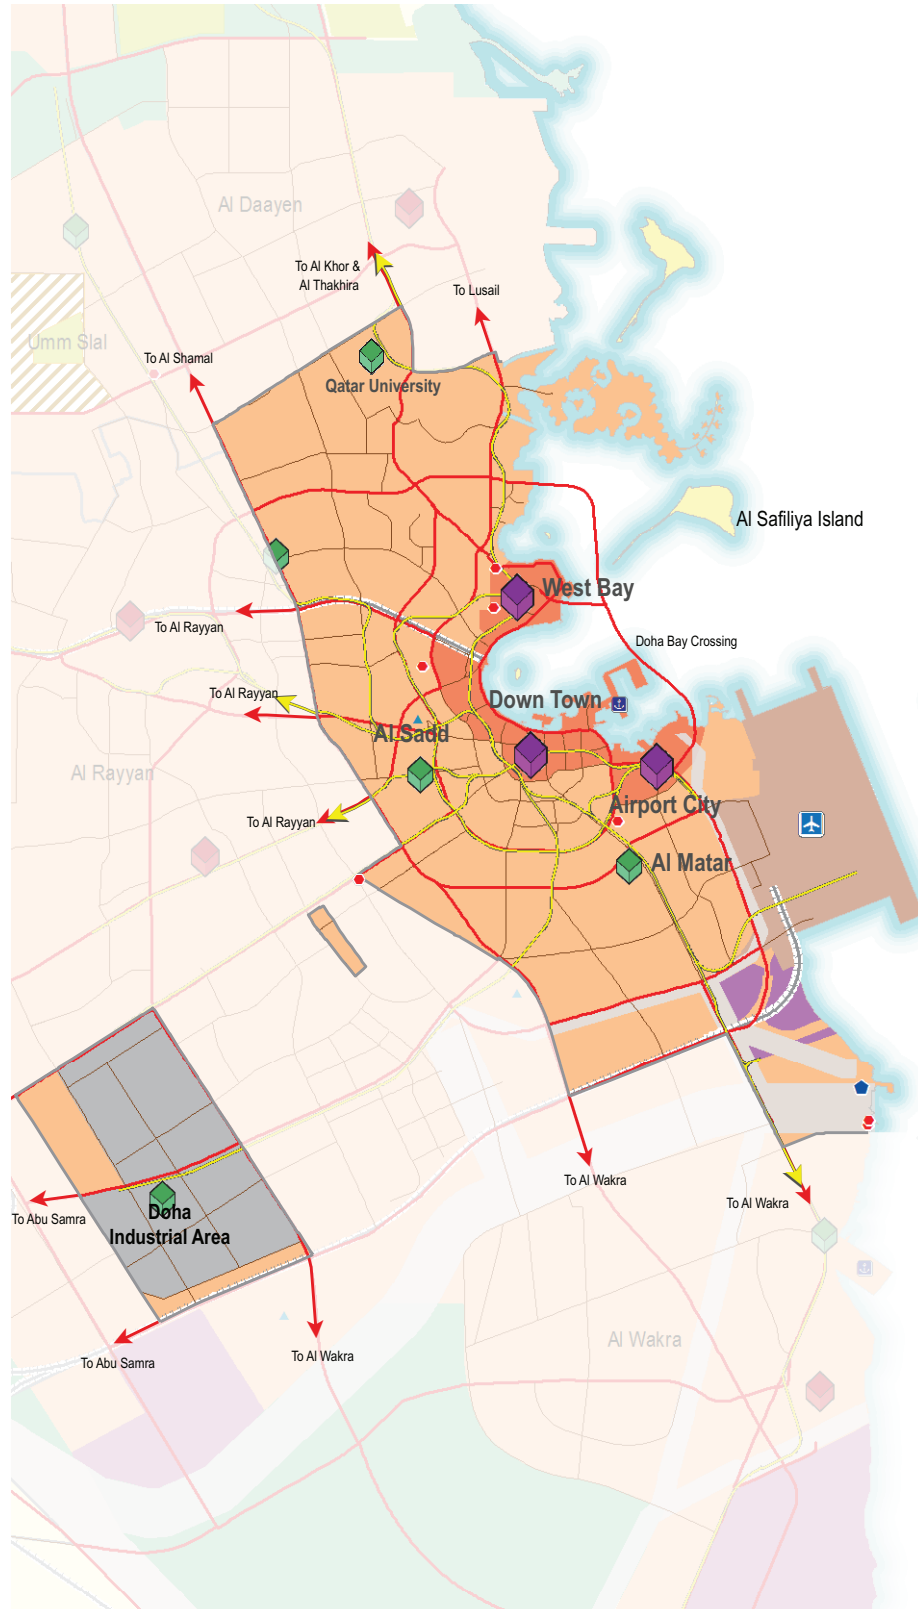 Al Daayen
To Al Khor &
Al Thakhira
To Lusail
Umm Slal
To Al Shamal
Qatar University
Al Safiliya Island
West Bay
To Al Rayyan
Doha Bay Crossing
To Al Rayyan
Down Town
Al Sadd
Al Rayyan
Airport City
To Al Rayyan
Al Matar
To Al Wakra
To Al Wakra
To Abu Samra
Doha
Industrial Area
Al Wakra
To Abu Samra
To Al Wakra